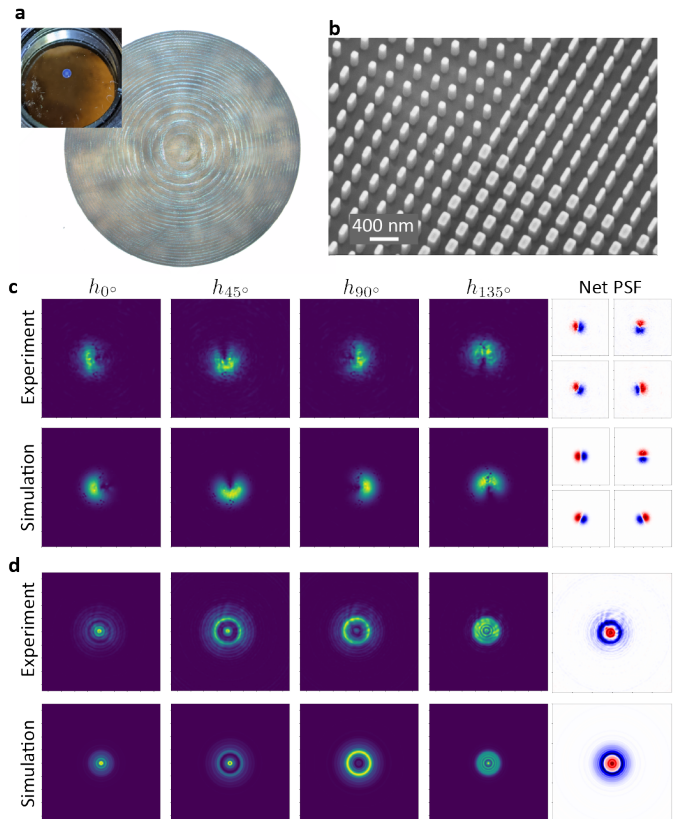 a
b
400 nm
c
h0° h45° h90° h135° Net PSF
Experiment
Simulation
d
Experiment
Simulation